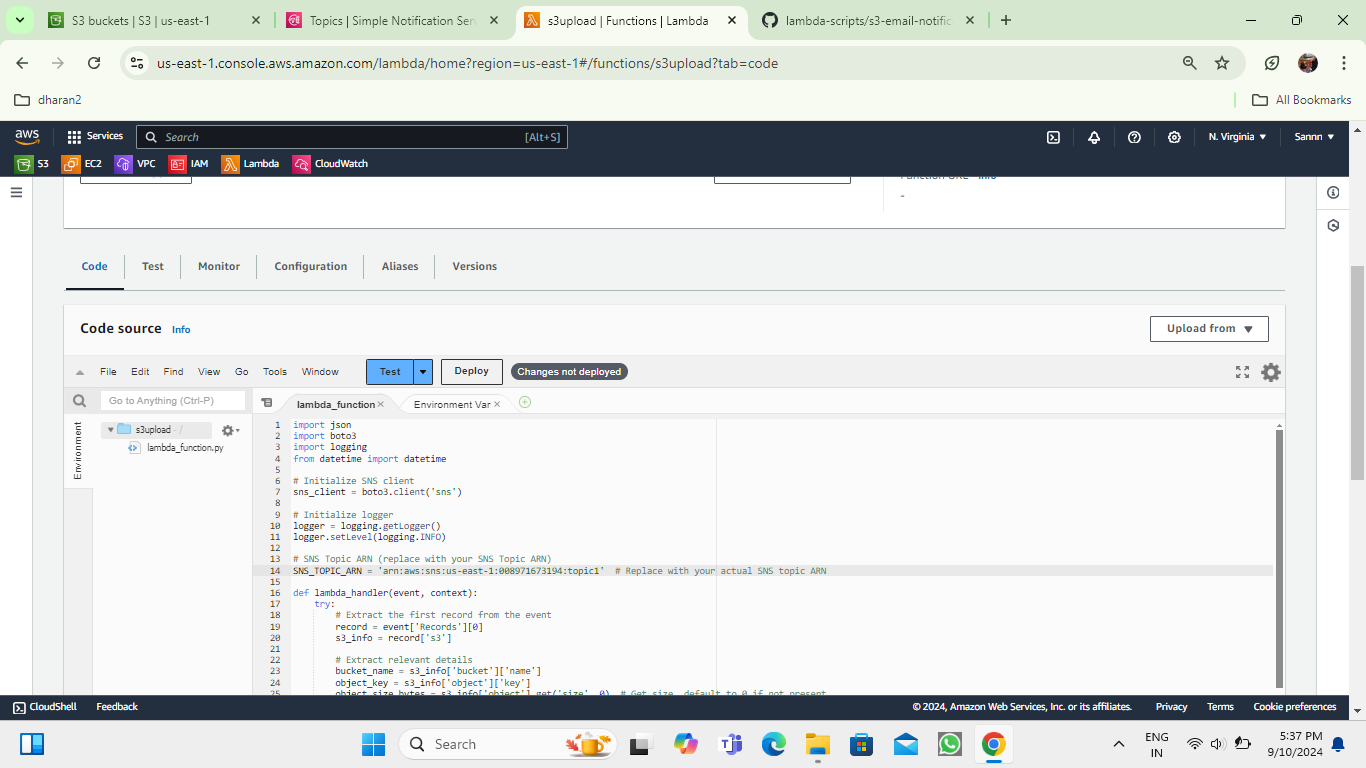 S3 buckets | S3 | us-east-1
Topics | Simple Notification Ser
s3upload | Functions | Lambda
lambda-scripts/s3-email-notific
us-east-1.console.aws.amazon.com/lambda/home?region=us-east-1#/functions/s3upload?tab=code
dharan2
All Bookmarks
aws
Services
Search
[Alt+S]
N. Virginia
Sannn
S3
EC2
VPC
IAM
Lambda
CloudWatch
-
Code
Test
Monitor
Configuration
Aliases
Versions
Code source
Info
Upload from
File
Edit
Find
View
Go
Tools
Window
Test
Deploy
Changes not deployed
Go to Anything (Ctrl-P)
lambda_function
Environment Var
Environment
s3upload - /
lambda_function.py
1 import json
2 import boto3
3 import logging
4 from datetime import datetime
5
6 # Initialize SNS client
7 sns_client = boto3.client('sns')
8
9 # Initialize logger
10 logger = logging.getLogger()
11 logger.setLevel(logging.INFO)
12
13 # SNS Topic ARN (replace with your SNS Topic ARN)
14 SNS_TOPIC_ARN = 'arn:aws:sns:us-east-1:008971673194:topic1'  # Replace with your actual SNS topic ARN
15
16 def lambda_handler(event, context):
17     try:
18         # Extract the first record from the event
19         record = event['Records'][0]
20         s3_info = record['s3']
21
22         # Extract relevant details
23         bucket_name = s3_info['bucket']['name']
24         object_key = s3_info['object']['key']
25         object_size_bytes = s3_info['object'].get('size', 0)  # Get size, default to 0 if not present
CloudShell
Feedback
© 2024, Amazon Web Services, Inc. or its affiliates.
Privacy
Terms
Cookie preferences
Search
ENG
IN
5:37 PM
9/10/2024